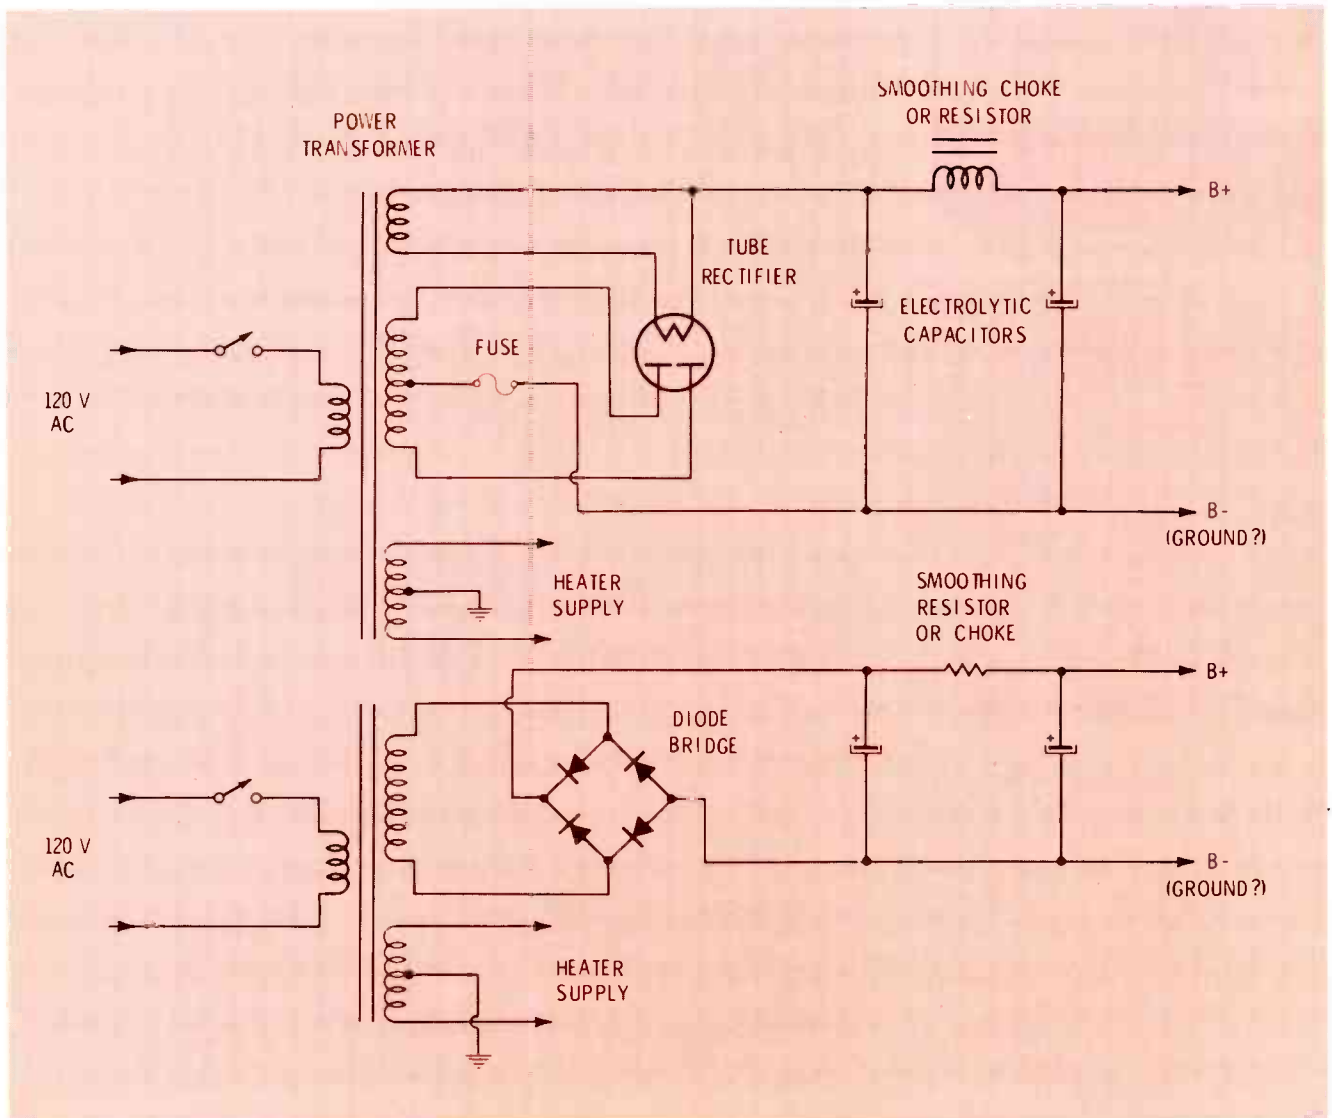 SMOOTHING CHOKE
OR RESISTOR
POWER
TRANSFORMER
B+
TUBE
RECTIFIER
+
+
ELECTROLYTIC
CAPACITORS
FUSE
120 V
AC
B-
(GROUND?)
HEATER
SUPPLY
SMOOTHING
RESISTOR
OR CHOKE
B+
DIODE
BRIDGE
+
+
120 V
AC
B-
(GROUND?)
HEATER
SUPPLY